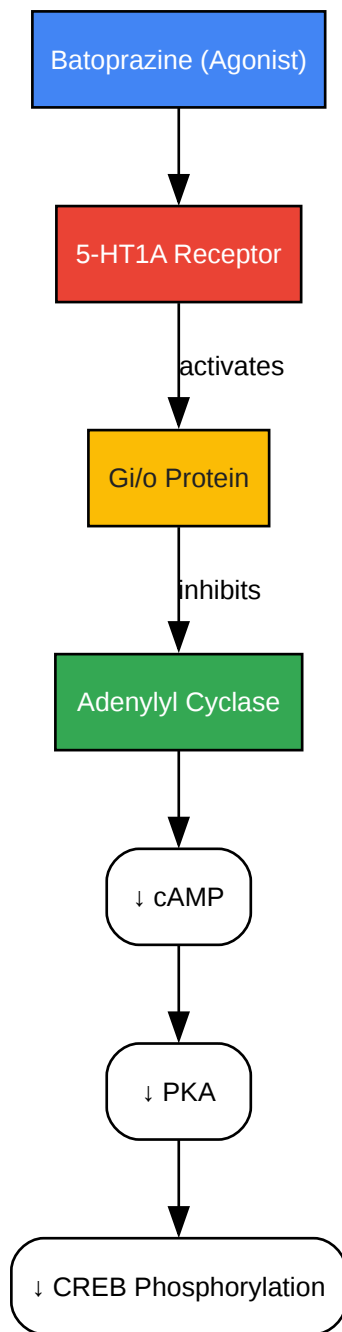 Batoprazine (Agonist)
5-HT1A Receptor
activates
Gi/o Protein
inhibits
Adenylyl Cyclase
↓ cAMP
↓ PKA
↓ CREB Phosphorylation